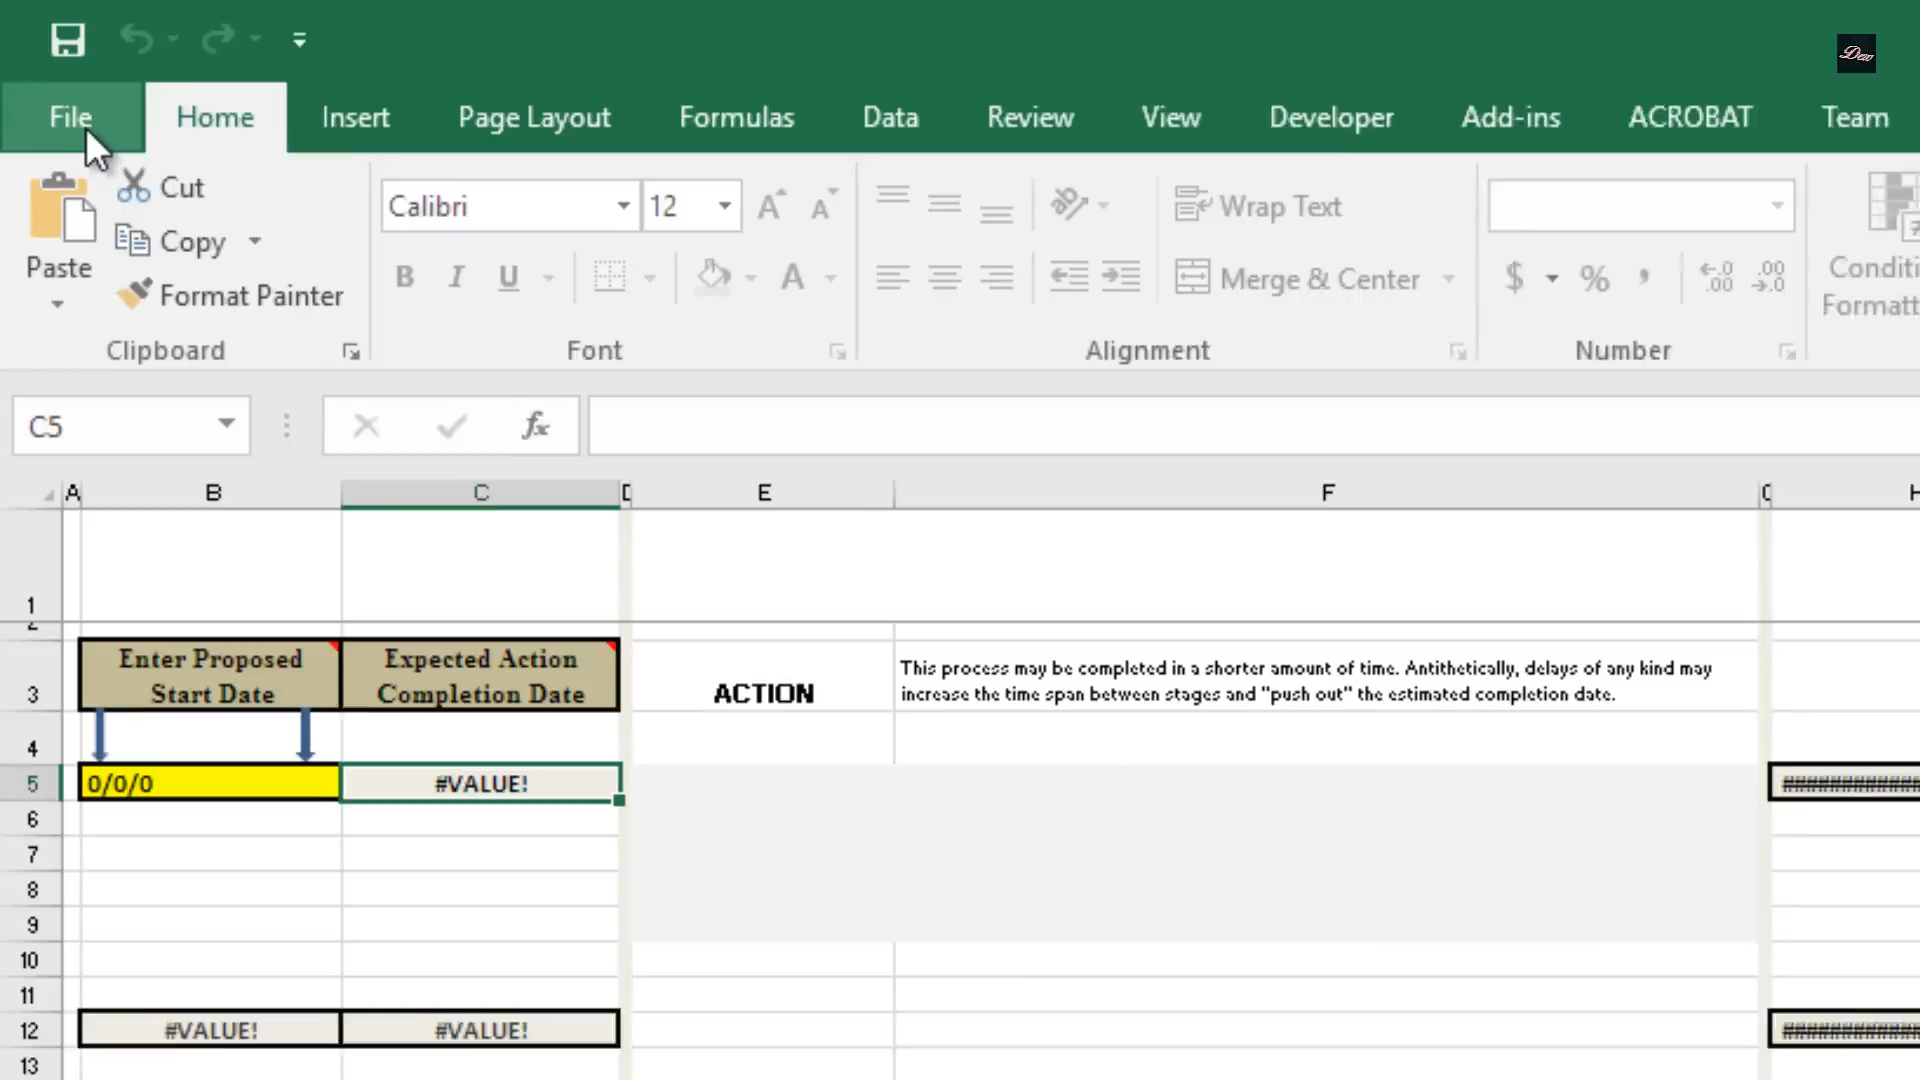 Dew
File Home Insert Page Layout Formulas Data Review View Developer Add-ins ACROBAT Team
Cut
Calibri 12 Wrap Text
Copy
Paste B I U A Merge & Center $ % , Conditi
Format Painter Formatt
Clipboard Font Alignment Number
C5 fx
A B C E F
1
2
3 Enter Proposed Start Date Expected Action Completion Date ACTION
This process may be completed in a shorter amount of time. Antithetically, delays of any kind may
increase the time span between stages and "push out" the estimated completion date.
4
5 0/0/0 #VALUE! ############
6
7
8
9
10
11
12 #VALUE! #VALUE! ############
13